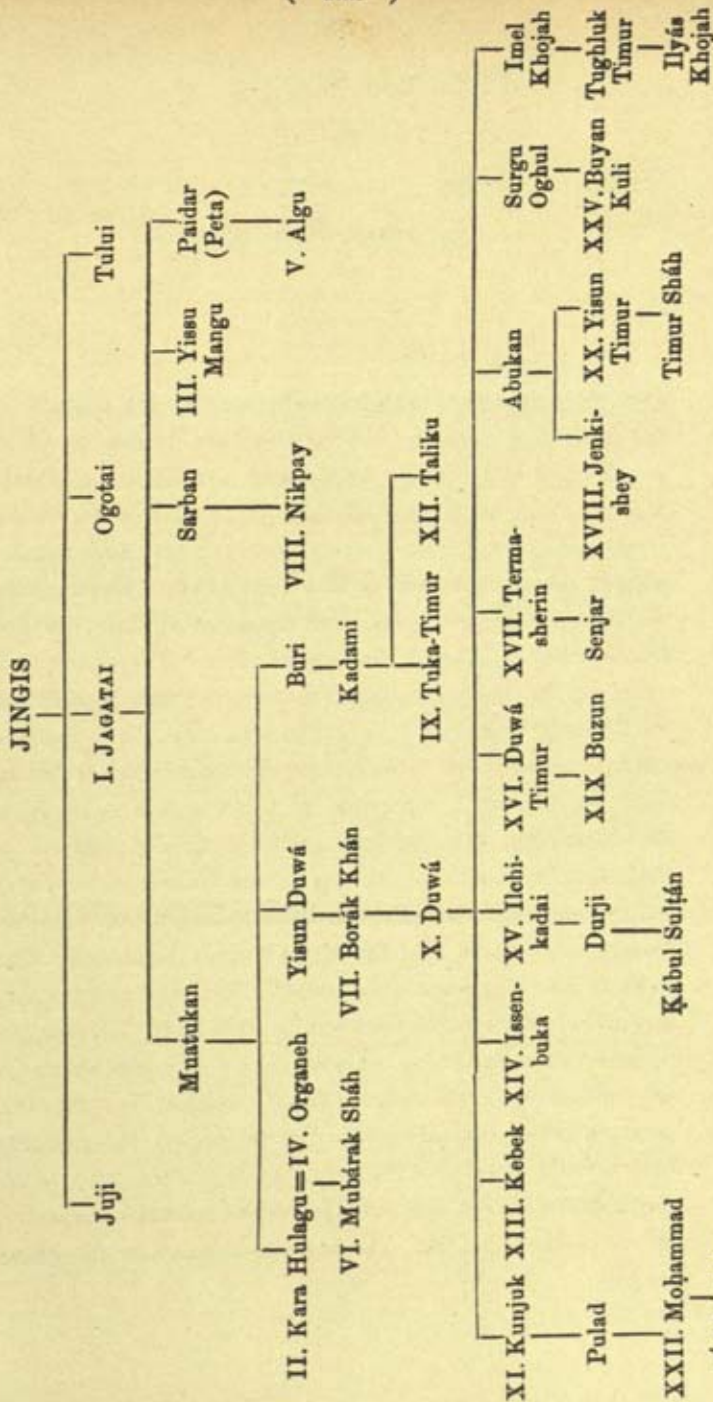 JINGIS
Juji I. JAGATAI Ogotai Tului
Muatukan Sarban III. Yissu Paidar
Mangu (Peta)
II. Kara Hulagu=IV. Organeh Yisun Duwá Buri VIII. Nikpay V. Algu
VI. Mubárak Sháh VII. Borák Khán Kadami
X. Duwá IX. Tuka-Timur XII. Taliku
XI. Kunjuk XIII. Kebek XIV. Issen- XV. Ilchi- XVI. Duwá XVII. Terma- Abukan Surgu Imel
buka kadai Timur sherin Oghul Khojah
Pulad Durji XIX Buzun Senjar XVIII. Jenki- XX. Yisun XXV. Buyan Tughluk
shey Timur Kuli Timur
XXII. Moḥammad Ḳábul Sulṭán Timur Sháh Ilyás
Khojah